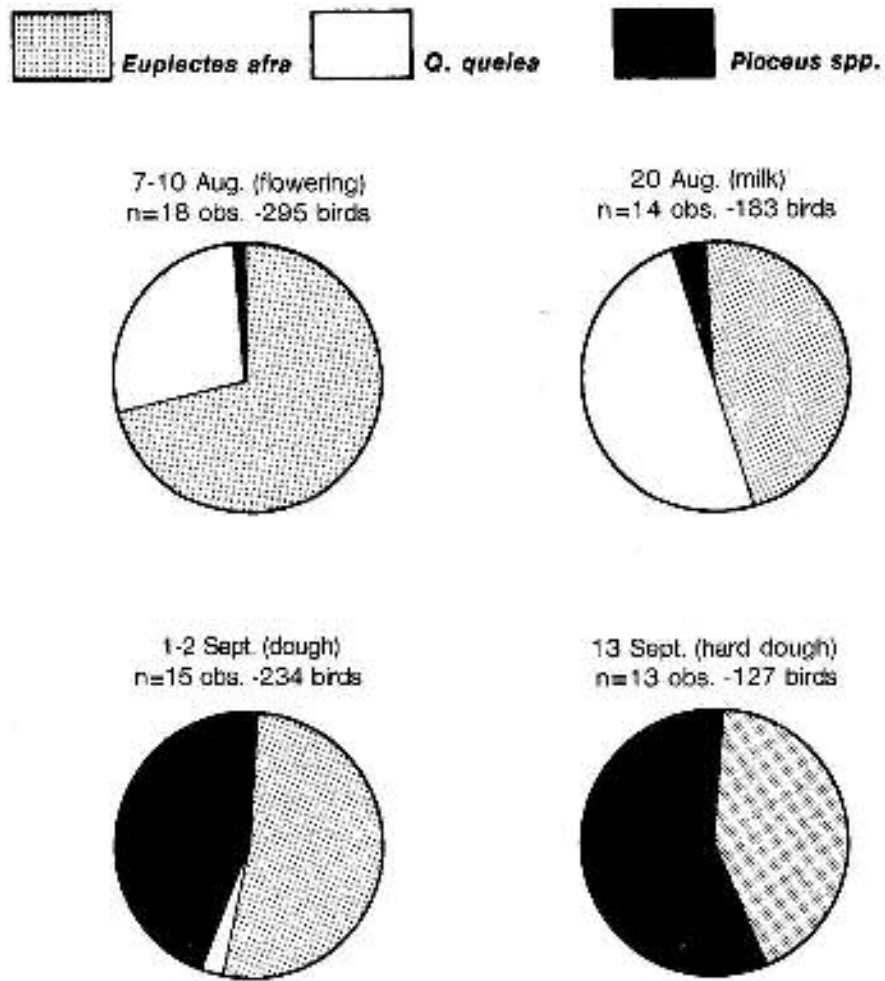 Euplectes afra
Q. quelea
Ploceus spp.
7-10 Aug. (flowering)
n=18 obs. -295 birds
20 Aug. (milk)
n=14 obs. -183 birds
1-2 Sept. (dough)
n=15 obs. -234 birds
13 Sept. (hard dough)
n=13 obs. -127 birds